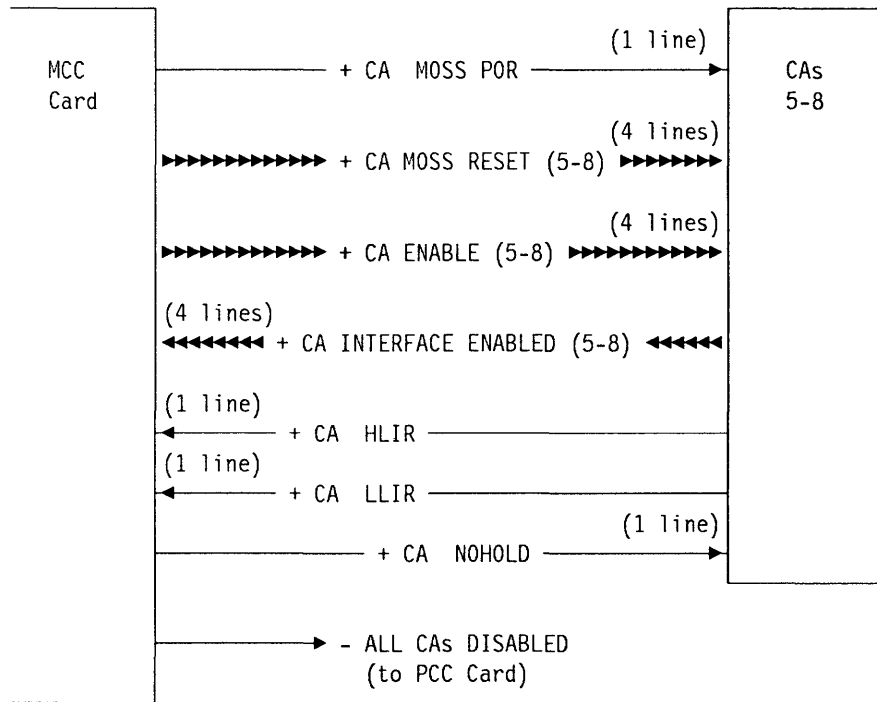 (1 line)
MCC Card
+ CA MOSS POR
CAs 5-8
(4 lines)
+ CA MOSS RESET (5-8)
(4 lines)
+ CA ENABLE (5-8)
(4 lines)
+ CA INTERFACE ENABLED (5-8)
(1 line)
+ CA HLIR
(1 line)
+ CA LLIR
(1 line)
+ CA NOHOLD
- ALL CAs DISABLED
(to PCC Card)